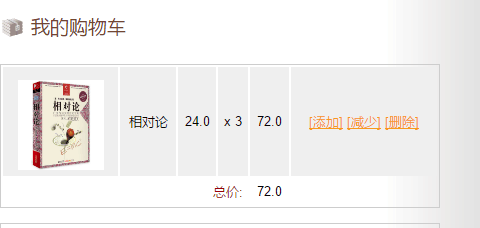 我的购物车
相对论
相对论 24.0 x 3 72.0 [添加] [减少] [删除]
总价: 72.0